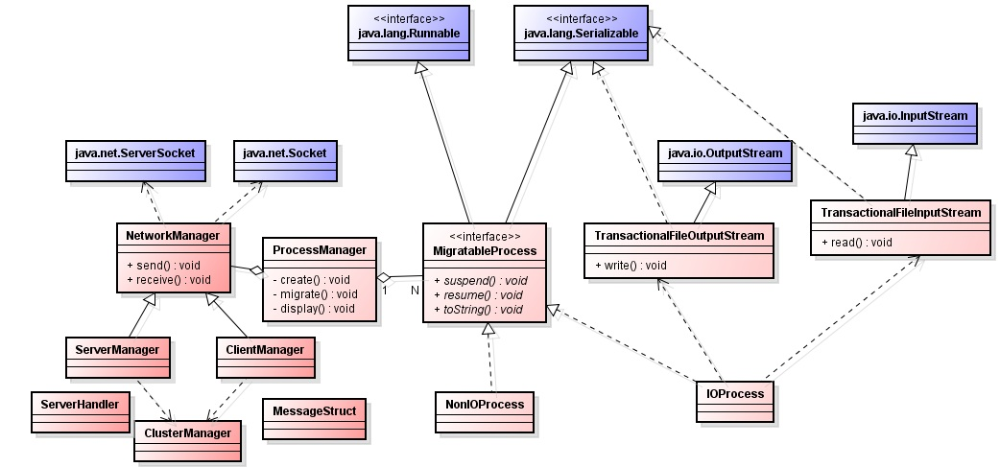 <<interface>>
java.lang.Runnable
<<interface>>
java.lang.Serializable
java.io.InputStream
java.net.ServerSocket
java.net.Socket
java.io.OutputStream
NetworkManager
+ send() : void
+ receive() : void
ProcessManager
- create() : void
- migrate() : void
- display() : void
1
N
<<interface>>
MigratableProcess
+ suspend() : void
+ resume() : void
+ toString() : void
TransactionalFileOutputStream
+ write() : void
TransactionalFileInputStream
+ read() : void
ServerManager
ClientManager
ServerHandler
ClusterManager
MessageStruct
NonIOProcess
IOProcess